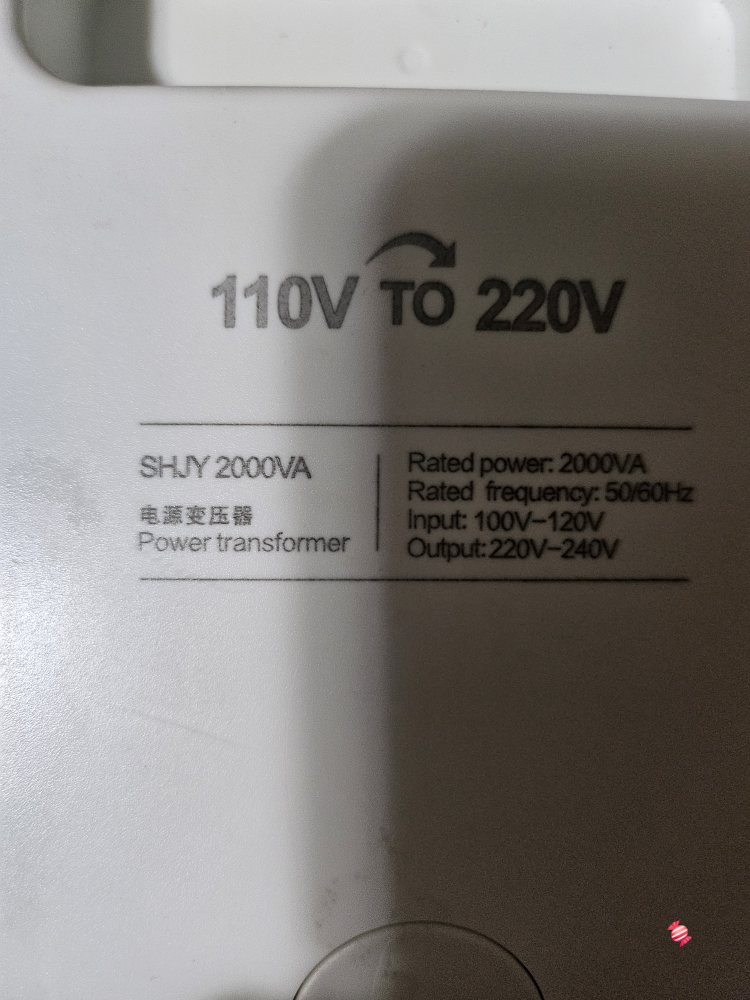 110V TO 220V
SHJY 2000VA
电源变压器
Power transformer
Rated power: 2000VA
Rated frequency: 50/60Hz
Input: 100V-120V
Output:220V-240V